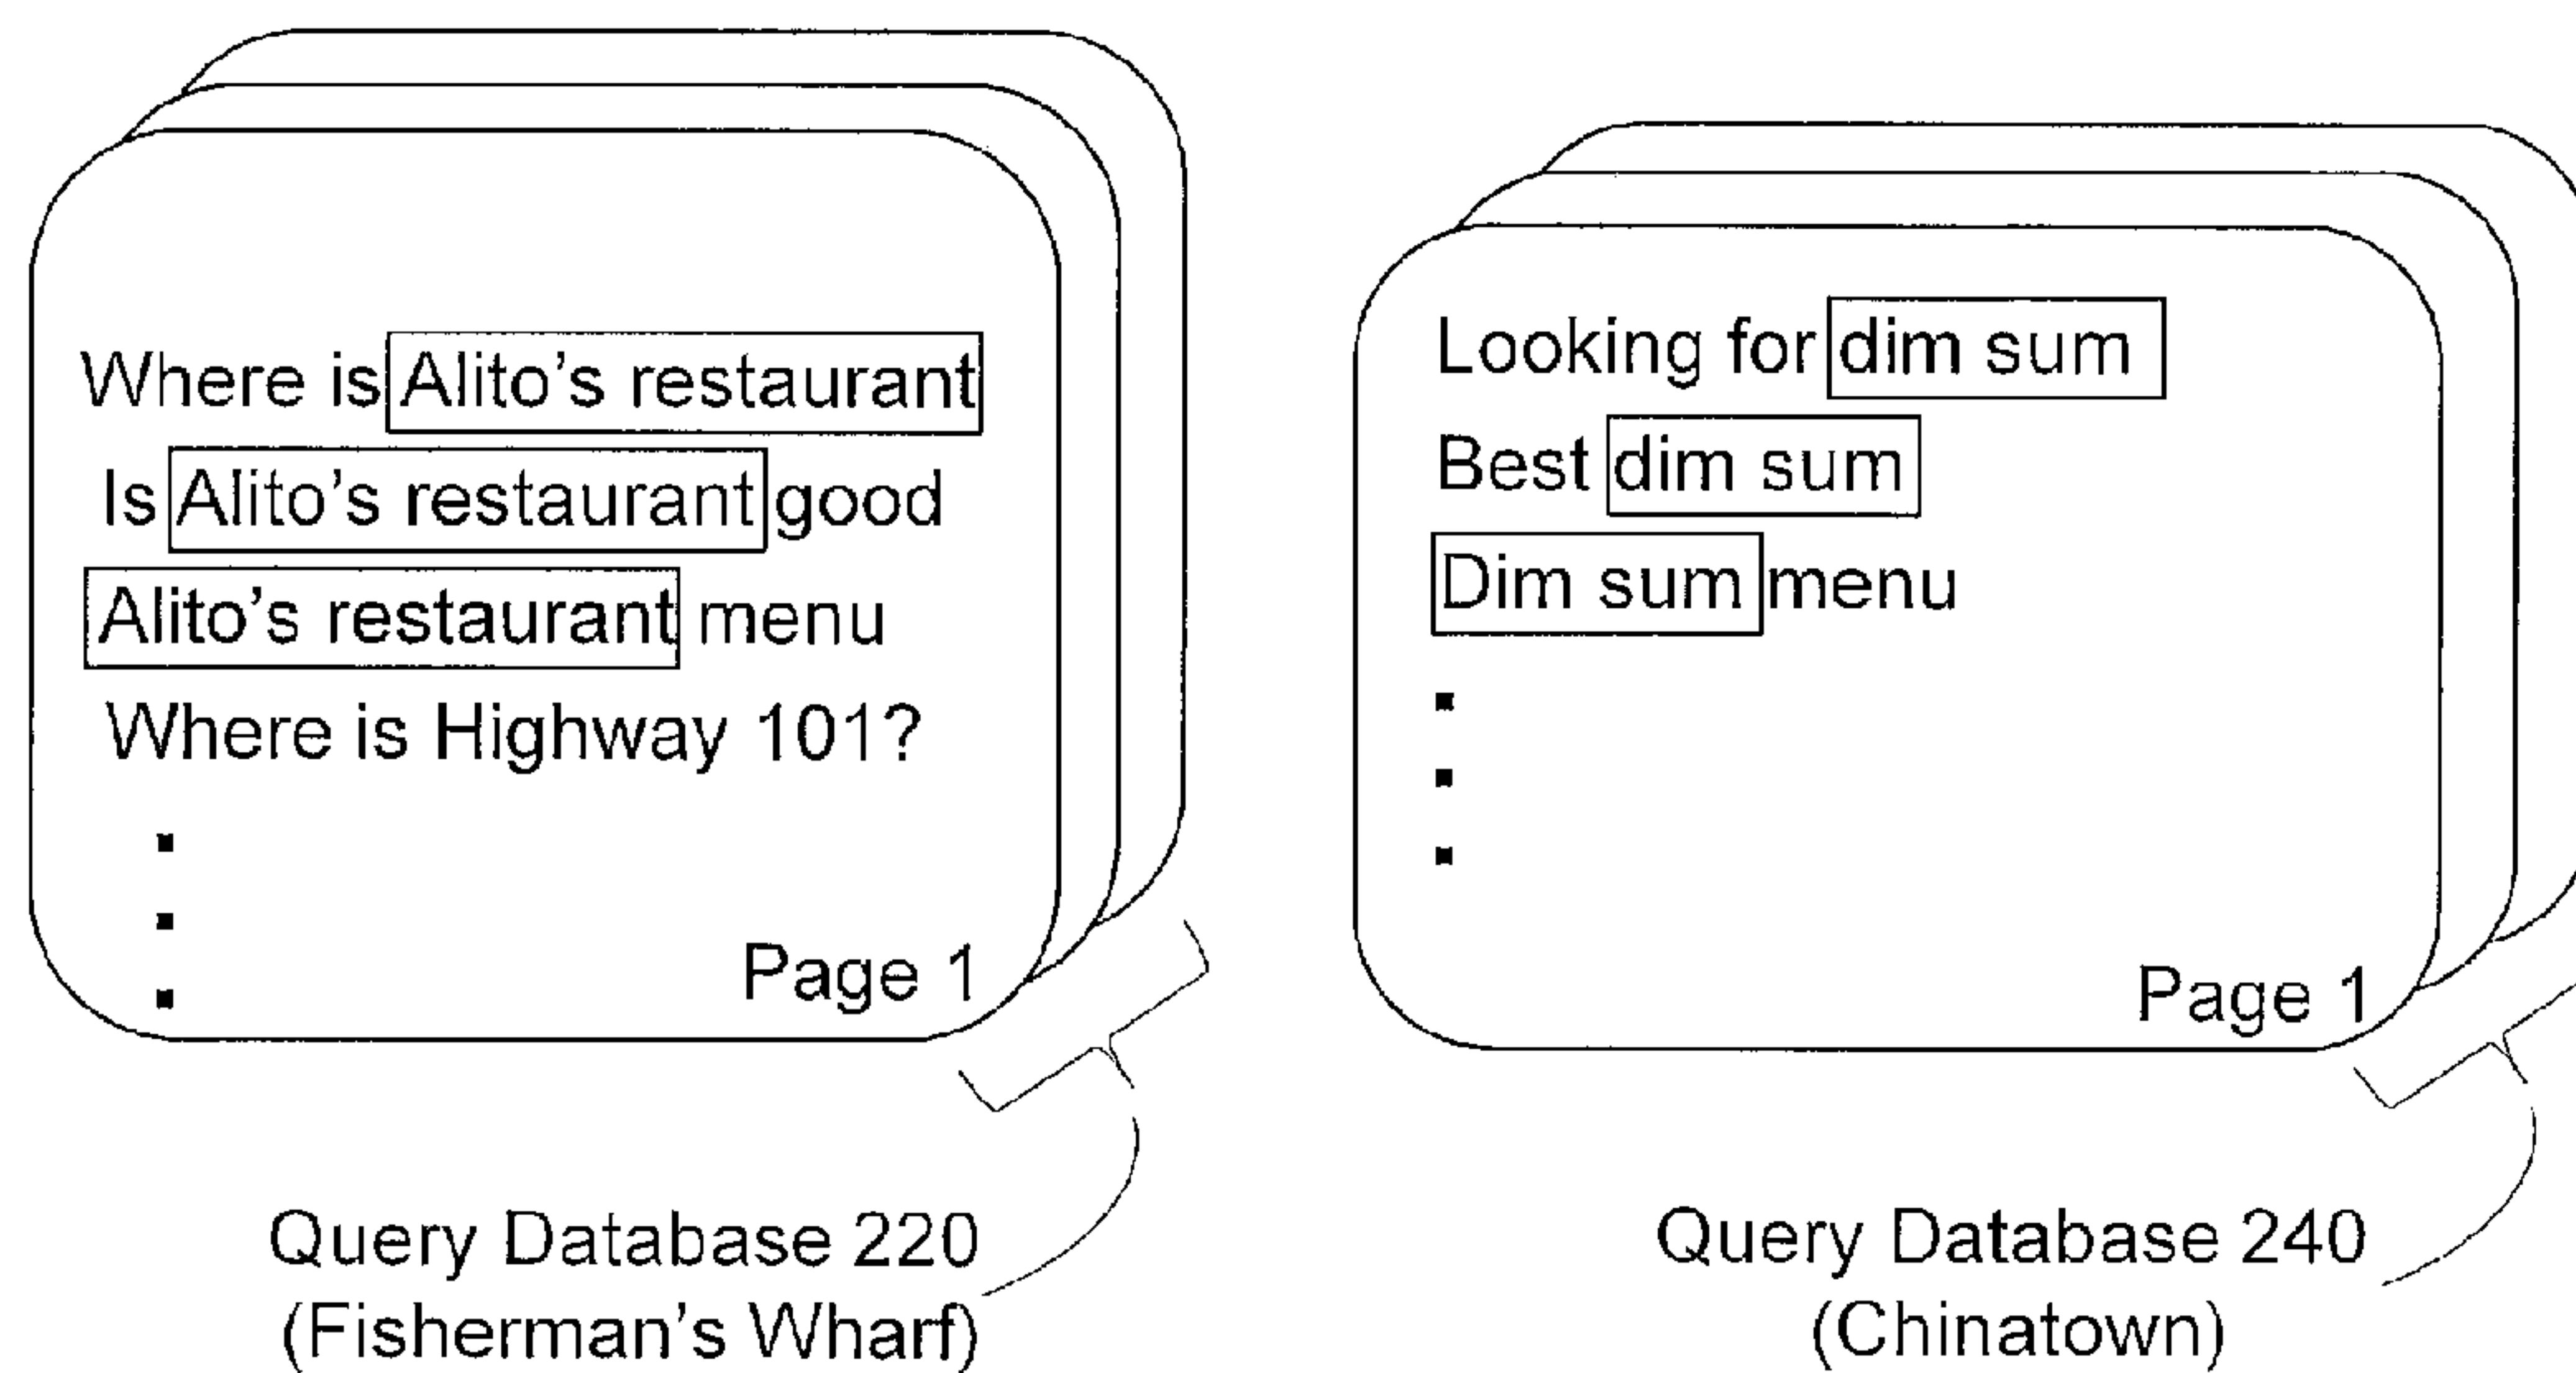 Where is Alito's restaurant
Is Alito's restaurant good
Alito's restaurant menu
Where is Highway 101?
Page 1
Query Database 220
(Fisherman's Wharf)
Looking for dim sum
Best dim sum
Dim sum menu
Page 1
Query Database 240
(Chinatown)